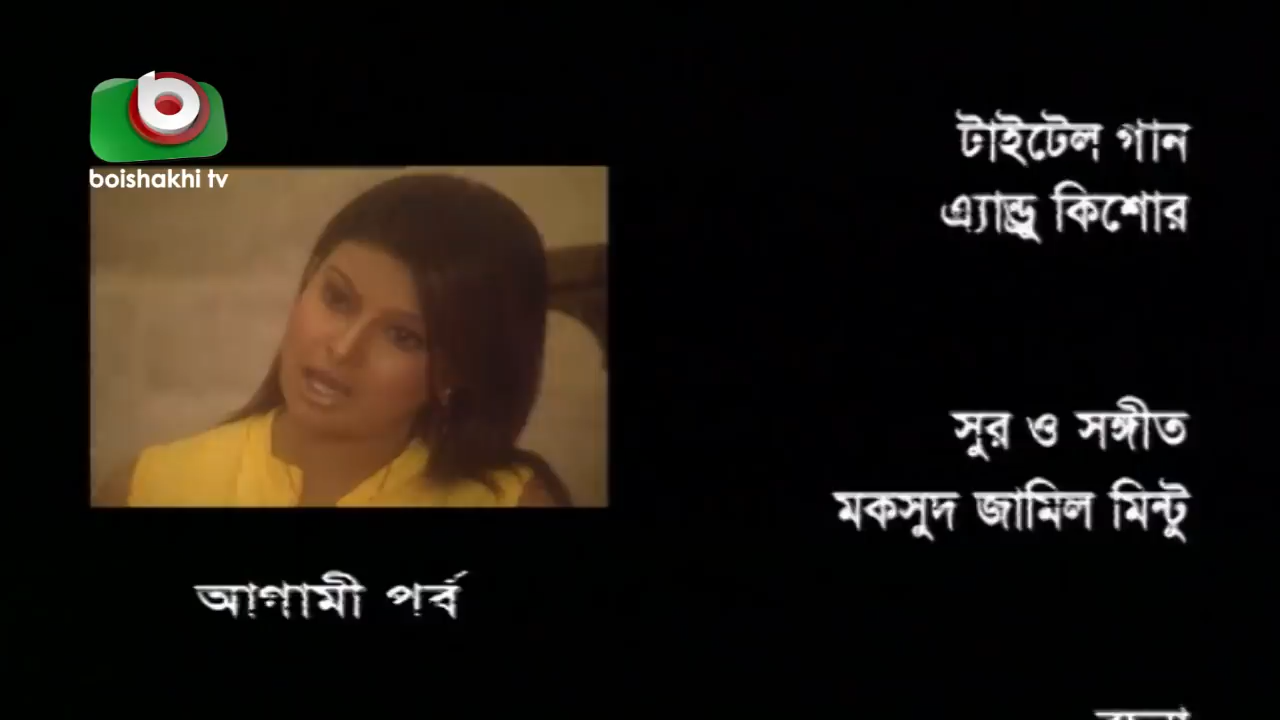 boishakhi tv
টাইটেল গান
এ্যান্ড্রু কিশোর
সুর ও সঙ্গীত
মকসুদ জামিল মিন্টু
আগামী পর্ব